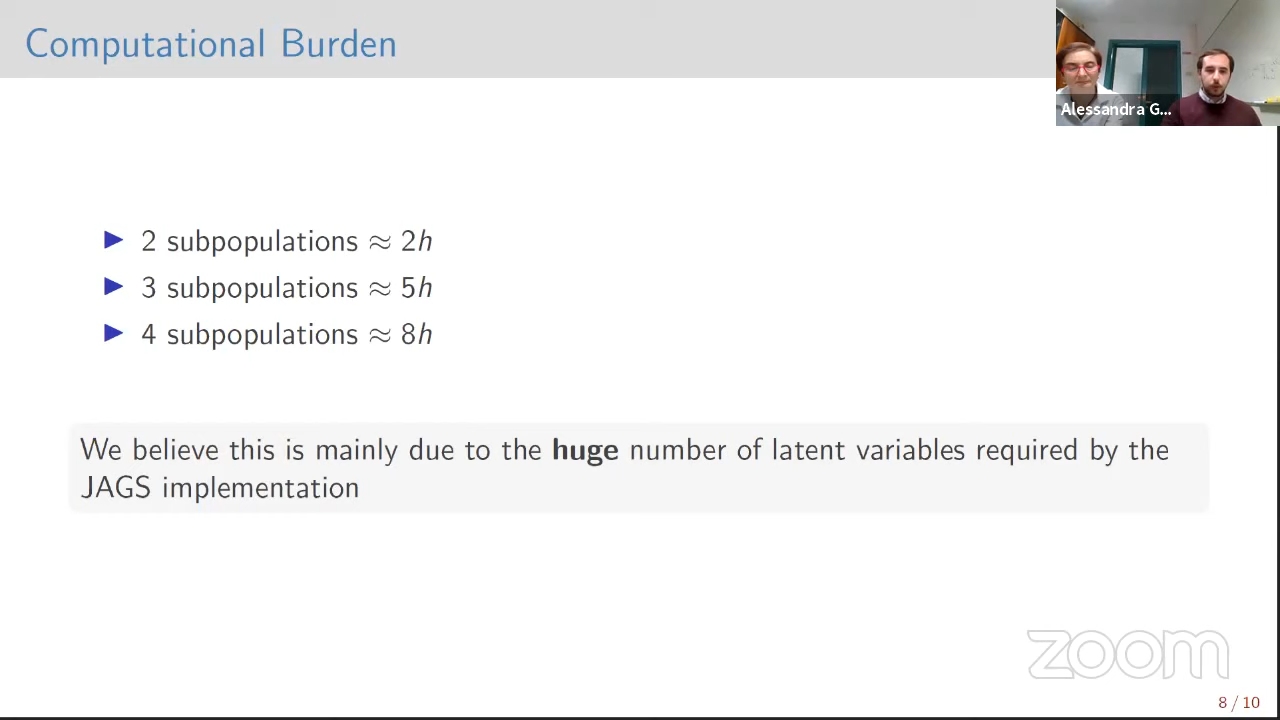 Computational Burden
Alessandra G...
2 subpopulations ≈ 2h
3 subpopulations ≈ 5h
4 subpopulations ≈ 8h
We believe this is mainly due to the huge number of latent variables required by the
JAGS implementation
zoom
8 / 10